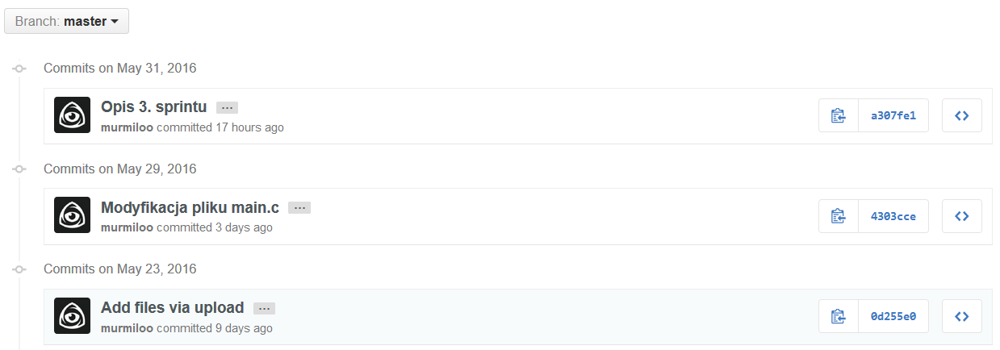 Branch: master
Commits on May 31, 2016
Opis 3. sprintu ...
murmiloo committed 17 hours ago
a307fe1
Commits on May 29, 2016
Modyfikacja pliku main.c ...
murmiloo committed 3 days ago
4303cce
Commits on May 23, 2016
Add files via upload ...
murmiloo committed 9 days ago
0d255e0